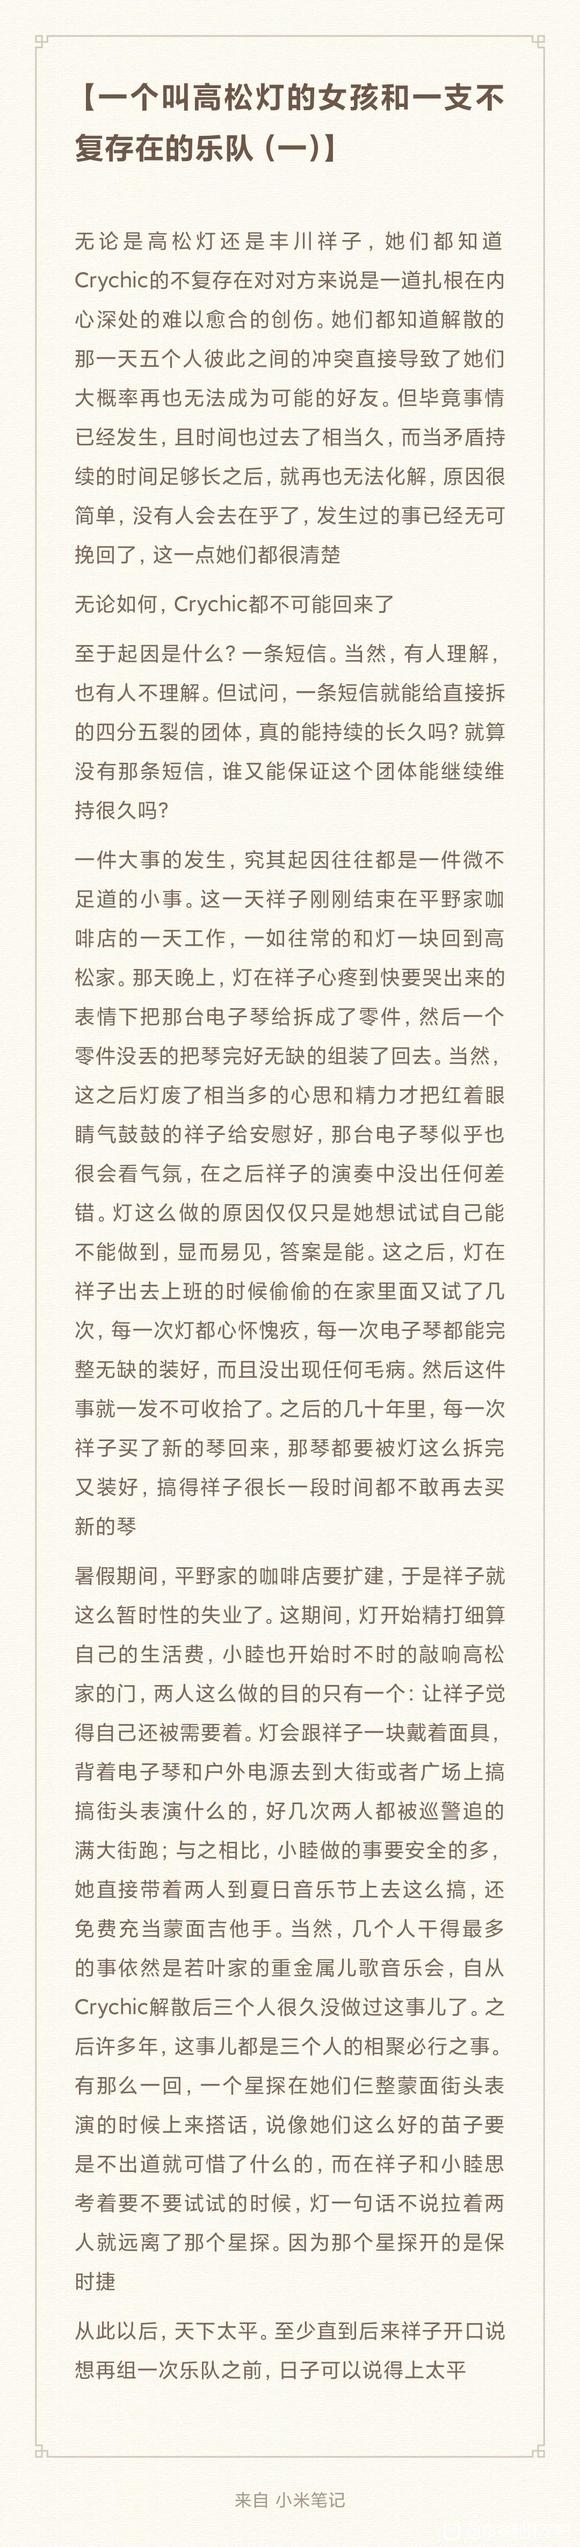 【一个叫高松灯的女孩和一支不
复存在的乐队（一）】
无论是高松灯还是丰川祥子，她们都知道
Crychic的不复存在对对方来说是一道扎根在内
心深处的难以愈合的创伤。她们都知道解散的
那一天五个人彼此之间的冲突直接导致了她们
大概率再也无法成为可能的好友。但毕竟事情
已经发生，且时间也过去了相当久，而当矛盾持
续的时间足够长之后，就再也无法化解，原因很
简单，没有人会去在乎了，发生过的事已经无可
挽回了，这一点她们都很清楚
无论如何，Crychic都不可能回来了
至于起因是什么？一条短信。当然，有人理解，
也有人不理解。但试问，一条短信就能给直接拆
的四分五裂的团体，真的能持续的长久吗？就算
没有那条短信，谁又能保证这个团体能继续维
持很久吗？
一件大事的发生，究其起因往往都是一件微不
足道的小事。这一天祥子刚刚结束在平野家咖
啡店的一天工作，一如往常的和灯一块回到高
松家。那天晚上，灯在祥子心疼到快要哭出来的
表情下把那台电子琴给拆成了零件，然后一个
零件没丢的把琴完好无缺的组装了回去。当然，
这之后灯废了相当多的心思和精力才把红着眼
睛气鼓鼓的祥子给安慰好，那台电子琴似乎也
很会看气氛，在之后祥子的演奏中没出任何差
错。灯这么做的原因仅仅只是她想试试自己能
不能做到，显而易见，答案是能。这之后，灯在
祥子出去上班的时候偷偷的在家里面又试了几
次，每一次灯都心怀愧疚，每一次电子琴都能完
整无缺的装好，而且没出现任何毛病。然后这件
事就一发不可收拾了。之后的几十年里，每一次
祥子买了新的琴回来，那琴都要被灯这么拆完
又装好，搞得祥子很长一段时间都不敢再去买
新的琴
暑假期间，平野家的咖啡店要扩建，于是祥子就
这么暂时性的失业了。这期间，灯开始精打细算
自己的生活费，小睦也开始时不时的敲响高松
家的门，两人这么做的目的只有一个：让祥子觉
得自己还被需要着。灯会跟祥子一块戴着面具，
背着电子琴和户外电源去到大街或者广场上搞
搞街头表演什么的，好几次两人都被巡警追的
满大街跑；与之相比，小睦做的事要安全的多，
她直接带着两人到夏日音乐节上去这么搞，还
免费充当蒙面吉他手。当然，几个人干得最多
的事依然是若叶家的重金属儿歌音乐会，自从
Crychic解散后三个人很久没做过这事儿了。之
后许多年，这事儿都是三个人的相聚必行之事。
有那么一回，一个星探在她们仨整蒙面街头表
演的时候上来搭话，说像她们这么好的苗子要
是不出道就可惜了什么的，而在祥子和小睦思
考着要不要试试的时候，灯一句话不说拉着两
人就远离了那个星探。因为那个星探开的是保
时捷
从此以后，天下太平。至少直到后来祥子开口说
想再组一次乐队之前，日子可以说得上太平
来自 小米笔记